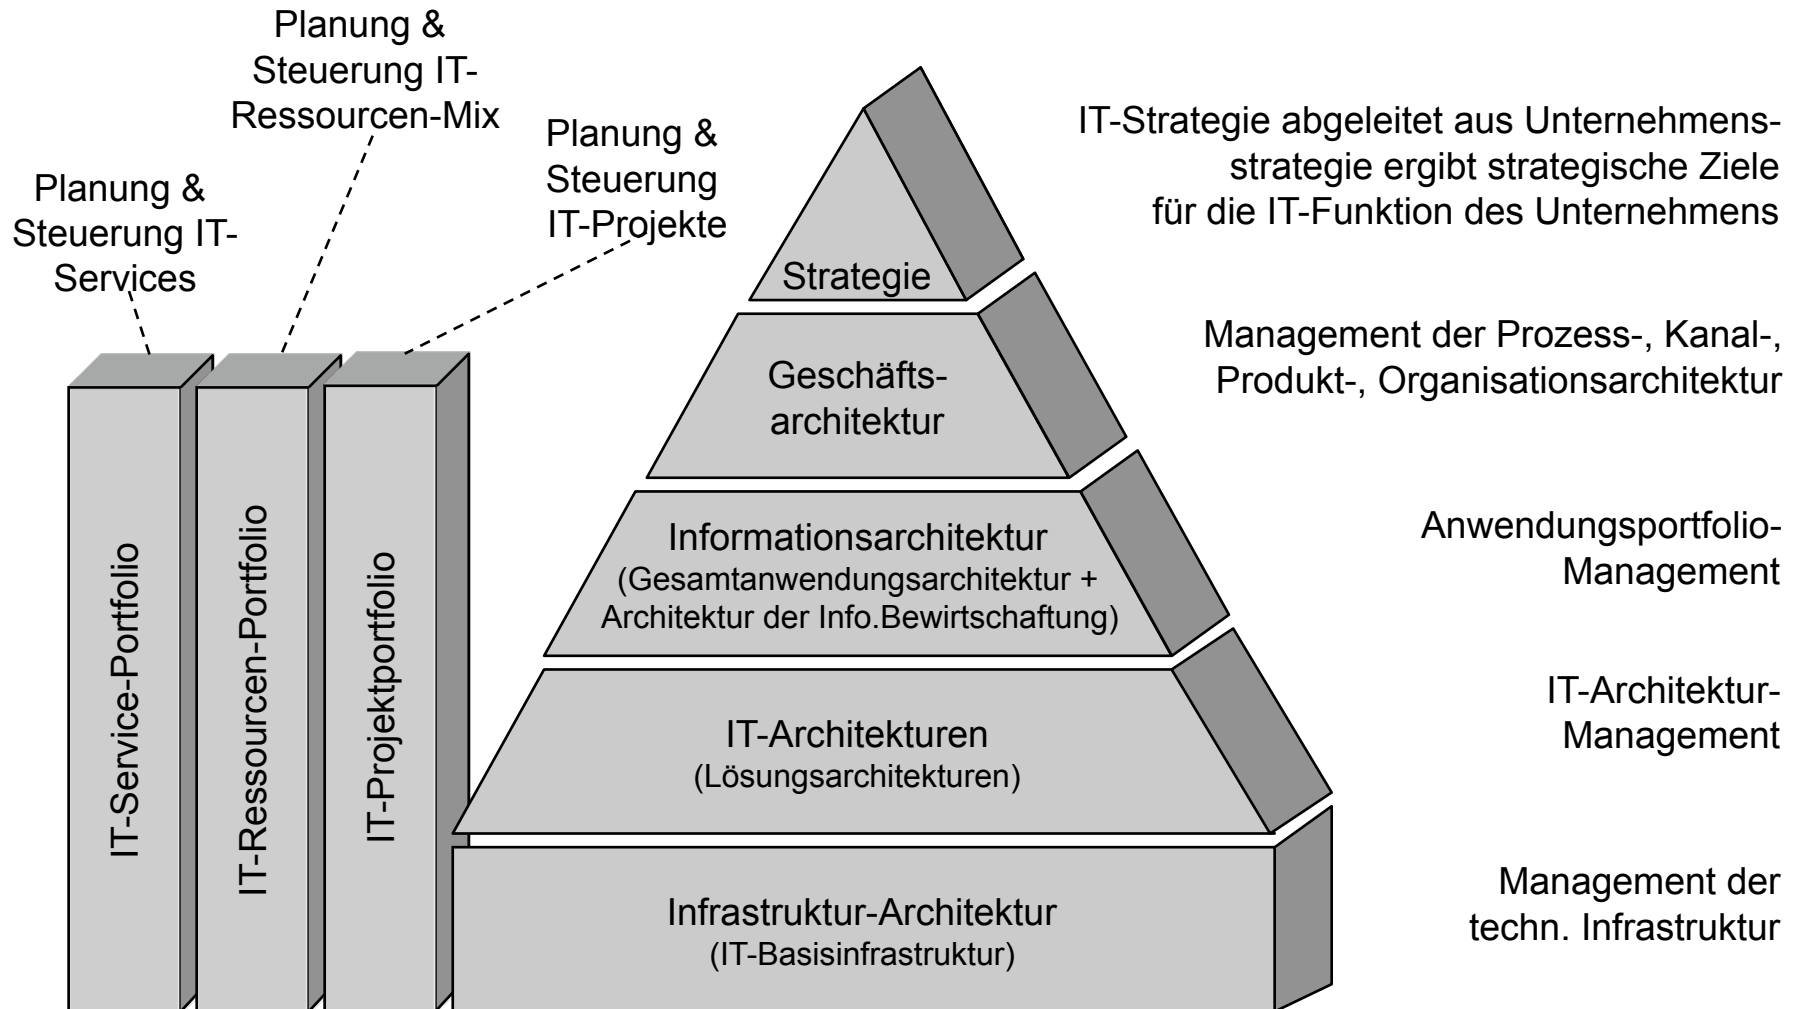 Planung &
Steuerung IT-
Ressourcen-Mix
Planung &
Steuerung
IT-Projekte
Planung &
Steuerung IT-
Services
IT-Service-Portfolio
IT-Ressourcen-Portfolio
IT-Projektportfolio
Strategie
IT-Strategie abgeleitet aus Unternehmens-
strategie ergibt strategische Ziele
für die IT-Funktion des Unternehmens
Geschäfts-
architektur
Management der Prozess-, Kanal-,
Produkt-, Organisationsarchitektur
Informationsarchitektur
(Gesamtanwendungsarchitektur +
Architektur der Info.Bewirtschaftung)
Anwendungsportfolio-
Management
IT-Architekturen
(Lösungsarchitekturen)
IT-Architektur-
Management
Infrastruktur-Architektur
(IT-Basisinfrastruktur)
Management der
techn. Infrastruktur